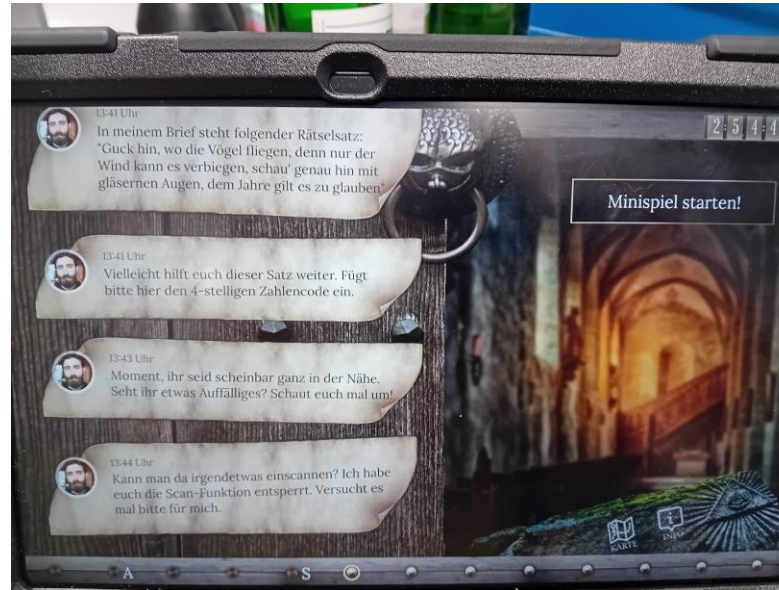 13:41 Uhr
In meinem Brief steht folgender Rätselsatz:
"Guck hin, wo die Vögel fliegen, denn nur der
Wind kann es verbiegen, schau' genau hin mit
gläsernen Augen, dem Jahre gilt es zu glauben"
13:41 Uhr
Vielleicht hilft euch dieser Satz weiter. Fügt
bitte hier den 4-stelligen Zahlencode ein.
13:43 Uhr
Moment, ihr seid scheinbar ganz in der Nähe.
Seht ihr etwas Auffälliges? Schaut euch mal um!
13:44 Uhr
Kann man da irgendetwas einscannen? Ich habe
euch die Scan-Funktion entsperrt. Versucht es
mal bitte für mich.
A S
2:5 4:4
Minispiel starten!
KARTE INFO